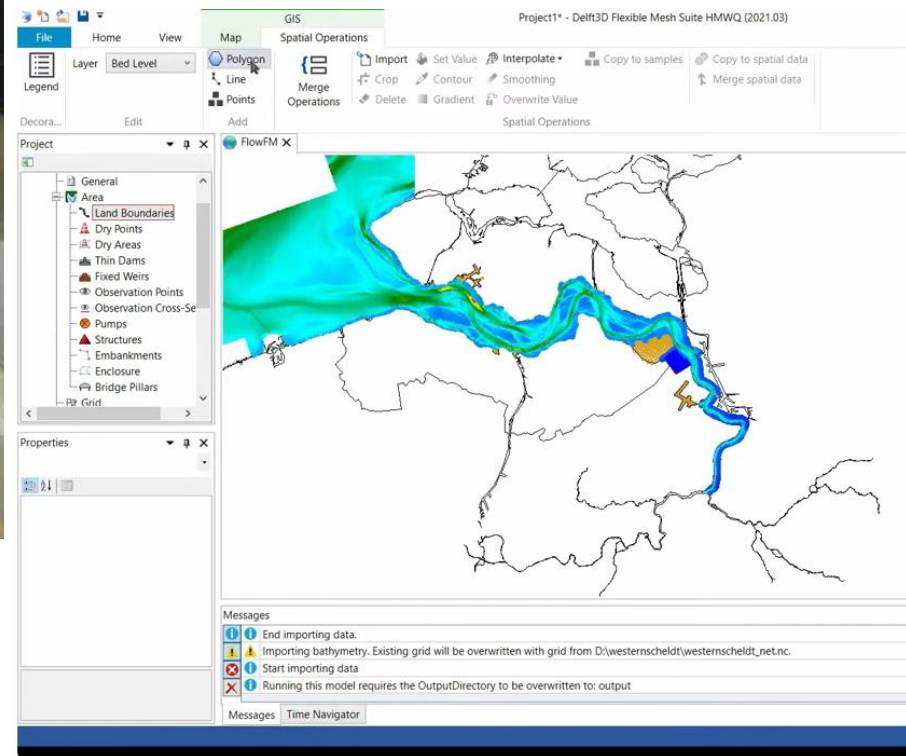 GIS
Project1* - Delft3D Flexible Mesh Suite HMWQ (2021.03)
File Home View Map Spatial Operations
Legend
Layer Bed Level
Polygon
Line
Points
Merge
Operations
Import Set Value Interpolate Copy to samples Copy to spatial data
Crop Contour Smoothing Merge spatial data
Delete Gradient Overwrite Value
Decora... Edit Add Spatial Operations
Project
FlowFM
General
Area
Land Boundaries
Dry Points
Dry Areas
Thin Dams
Fixed Weirs
Observation Points
Observation Cross-Se
Pumps
Structures
Embankments
Enclosure
Bridge Pillars
Grid
Properties
Messages
End importing data.
Importing bathymetry. Existing grid will be overwritten with grid from D:\westernscheldt\westernscheldt_net.nc.
Start importing data
Running this model requires the OutputDirectory to be overwritten to: output
Messages Time Navigator